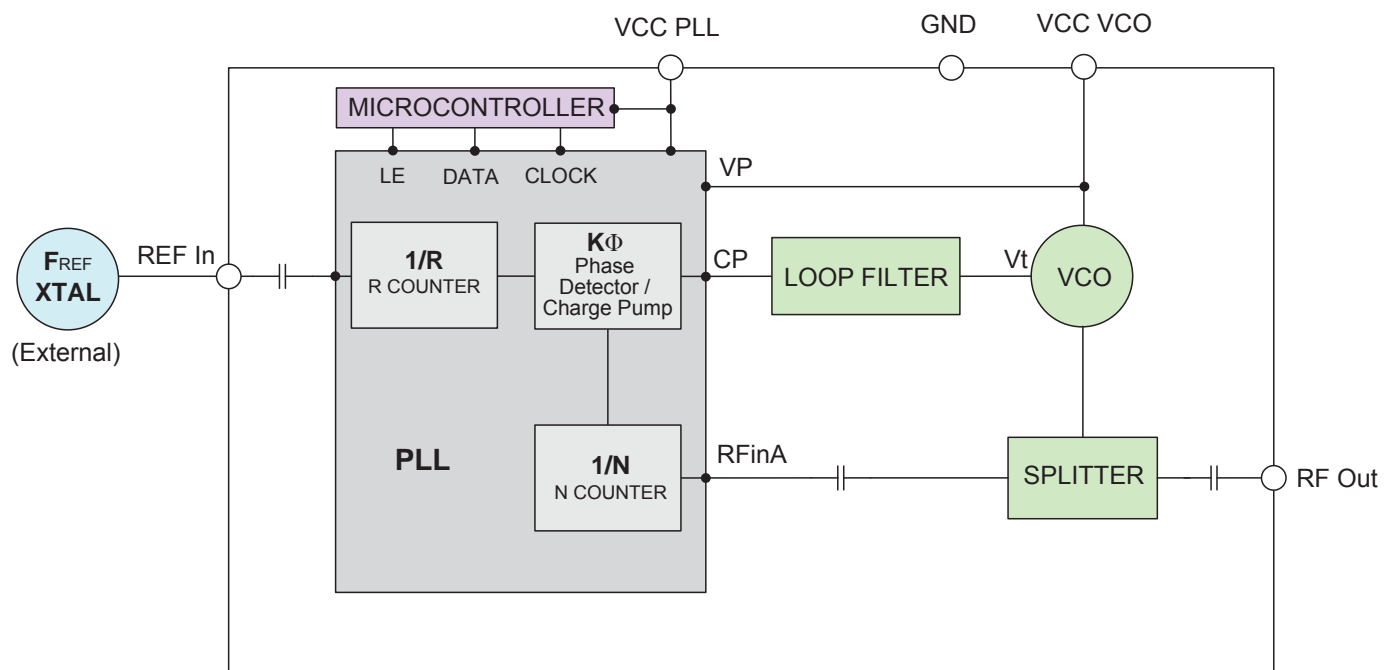 VCC PLL
GND
VCC VCO
MICROCONTROLLER
LE
DATA
CLOCK
VP
FREF
XTAL
(External)
REF In
1/R
R COUNTER
KΦ
Phase
Detector /
Charge Pump
CP
LOOP FILTER
Vt
VCO
PLL
1/N
N COUNTER
RFinA
SPLITTER
RF Out